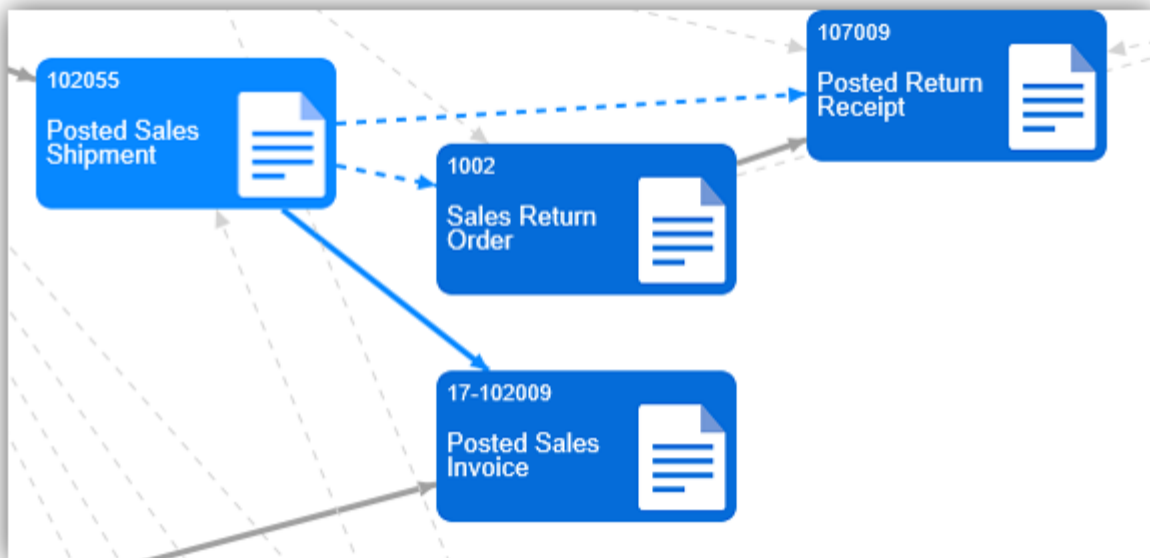 102055
Posted Sales
Shipment
107009
Posted Return
Receipt
1002
Sales Return
Order
17-102009
Posted Sales
Invoice